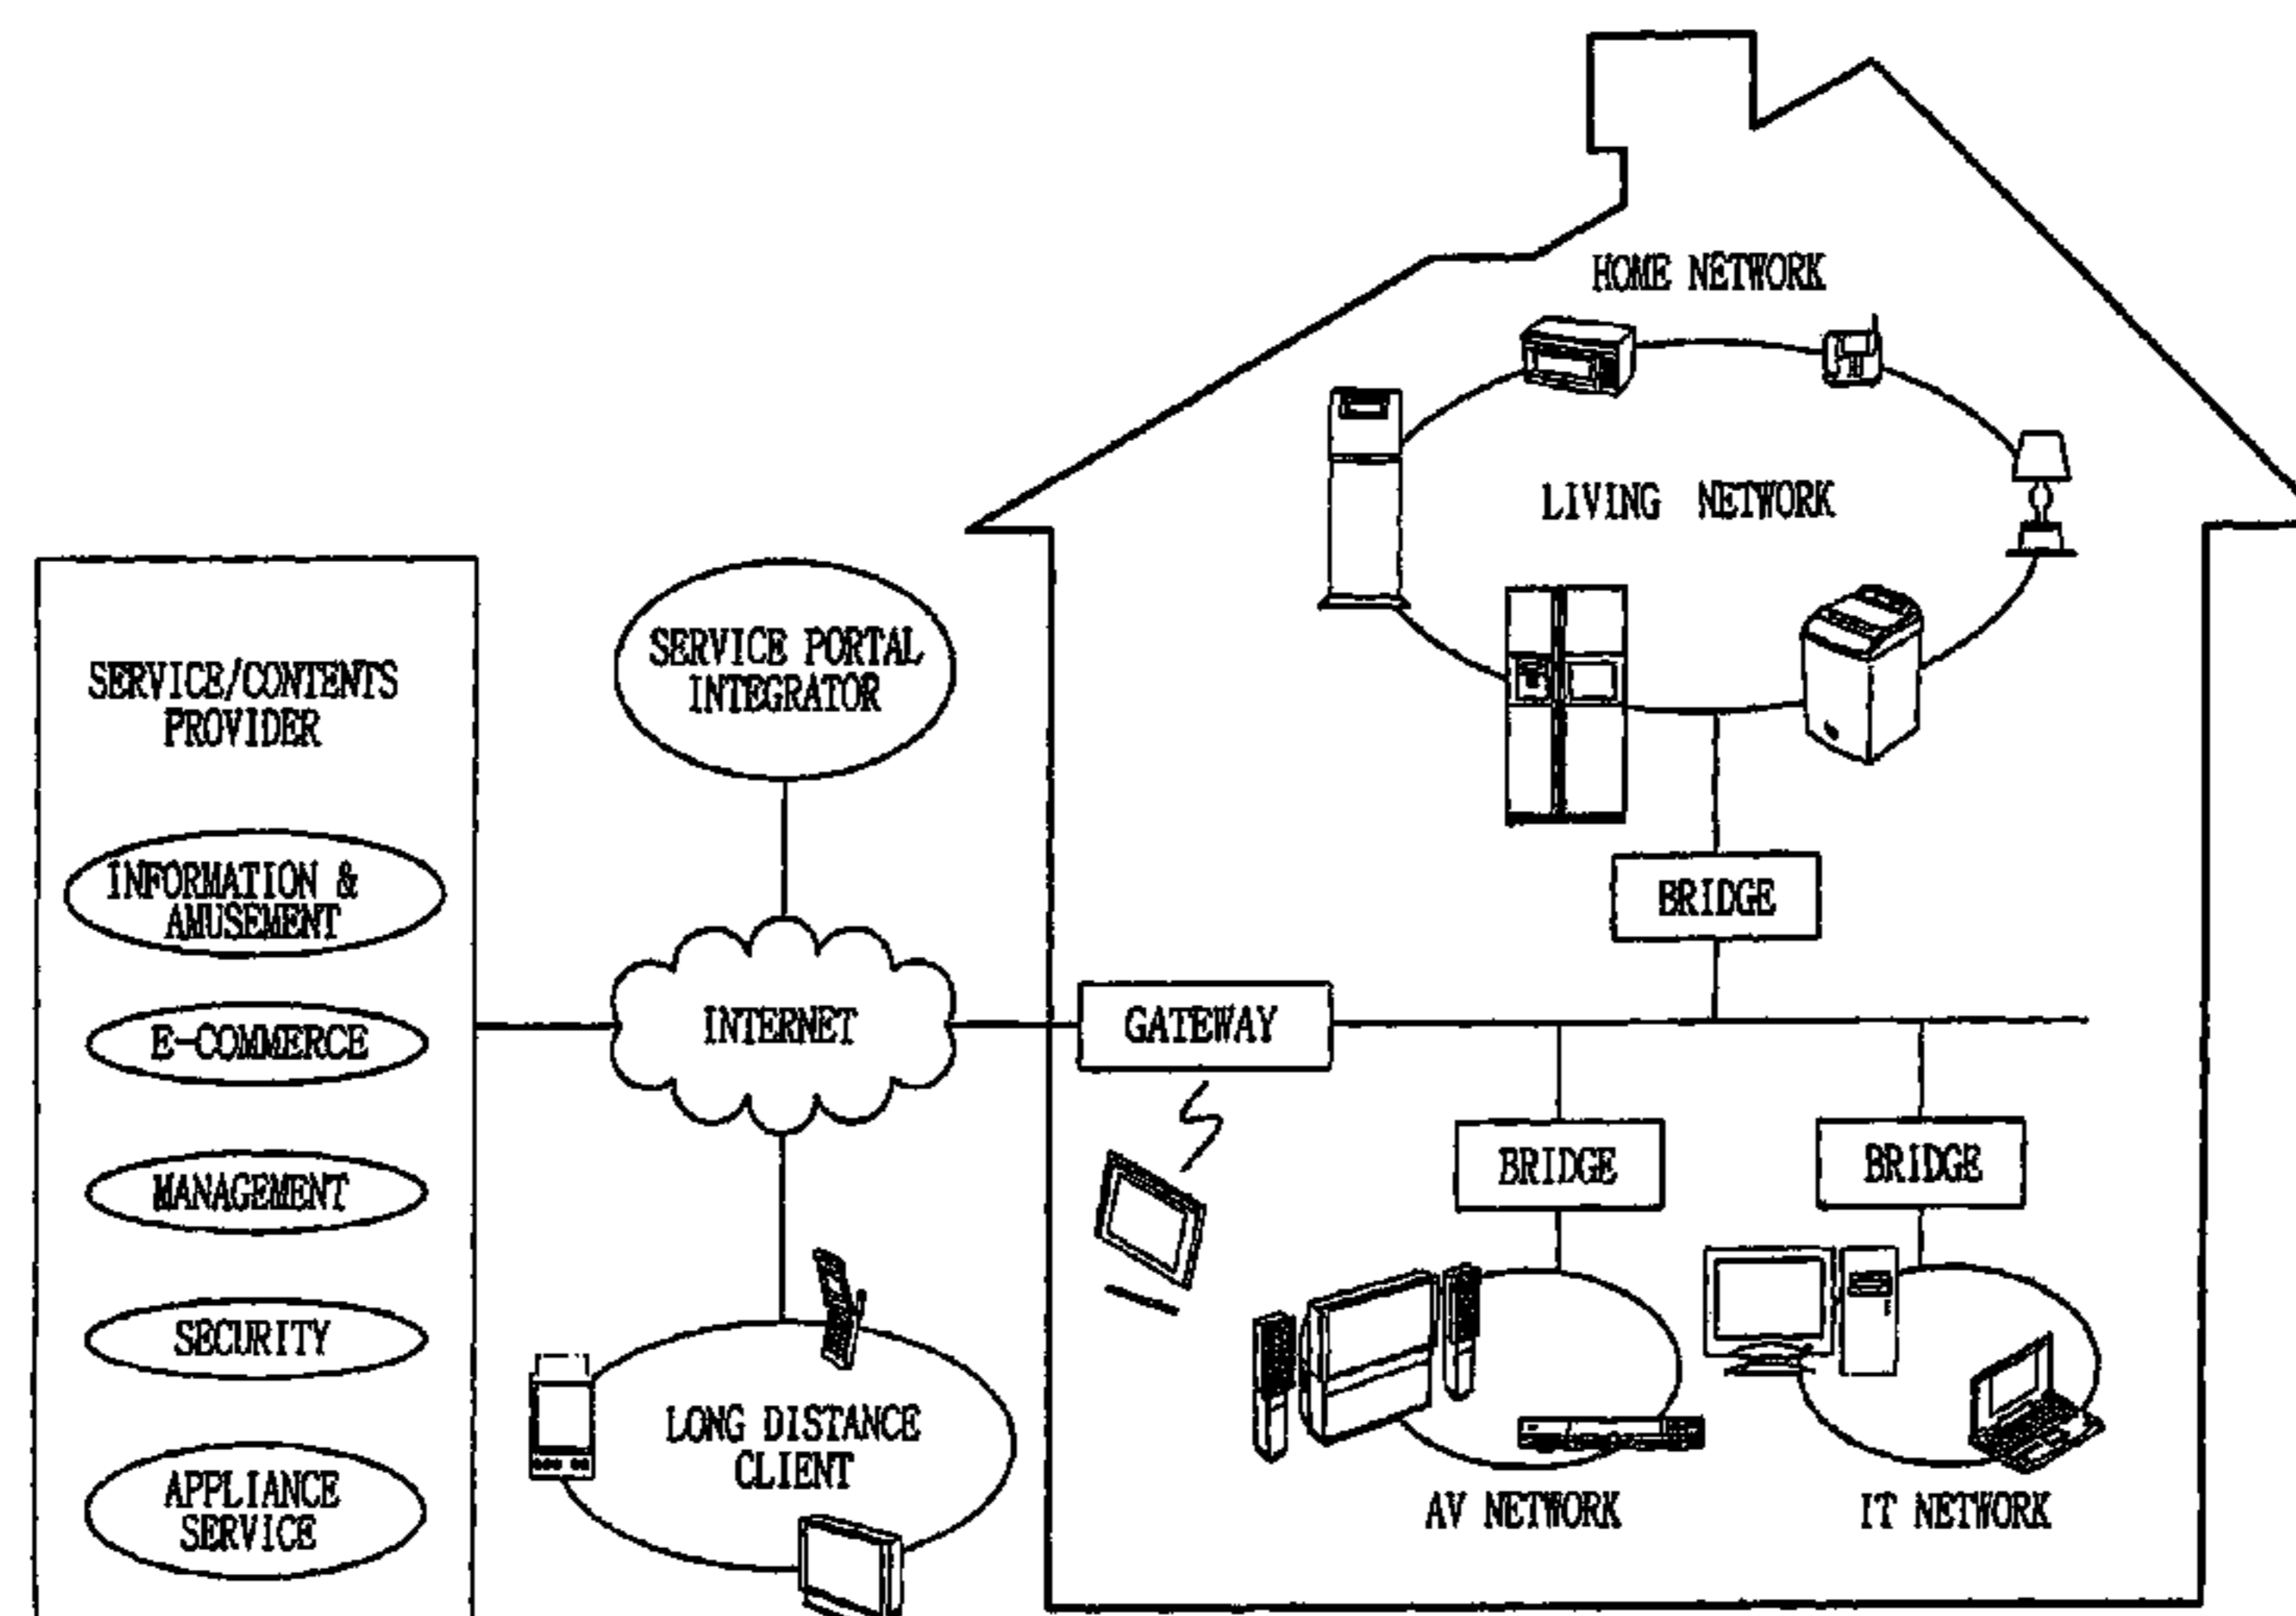 HOME NETWORK
LIVING NETWORK
SERVICE/CONTENTS
PROVIDER
INFORMATION &
AMUSEMENT
E-COMMERCE
MANAGEMENT
SECURITY
APPLIANCE
SERVICE
SERVICE PORTAL
INTEGRATOR
INTERNET
LONG DISTANCE
CLIENT
GATEWAY
BRIDGE
BRIDGE
BRIDGE
AV NETWORK
IT NETWORK